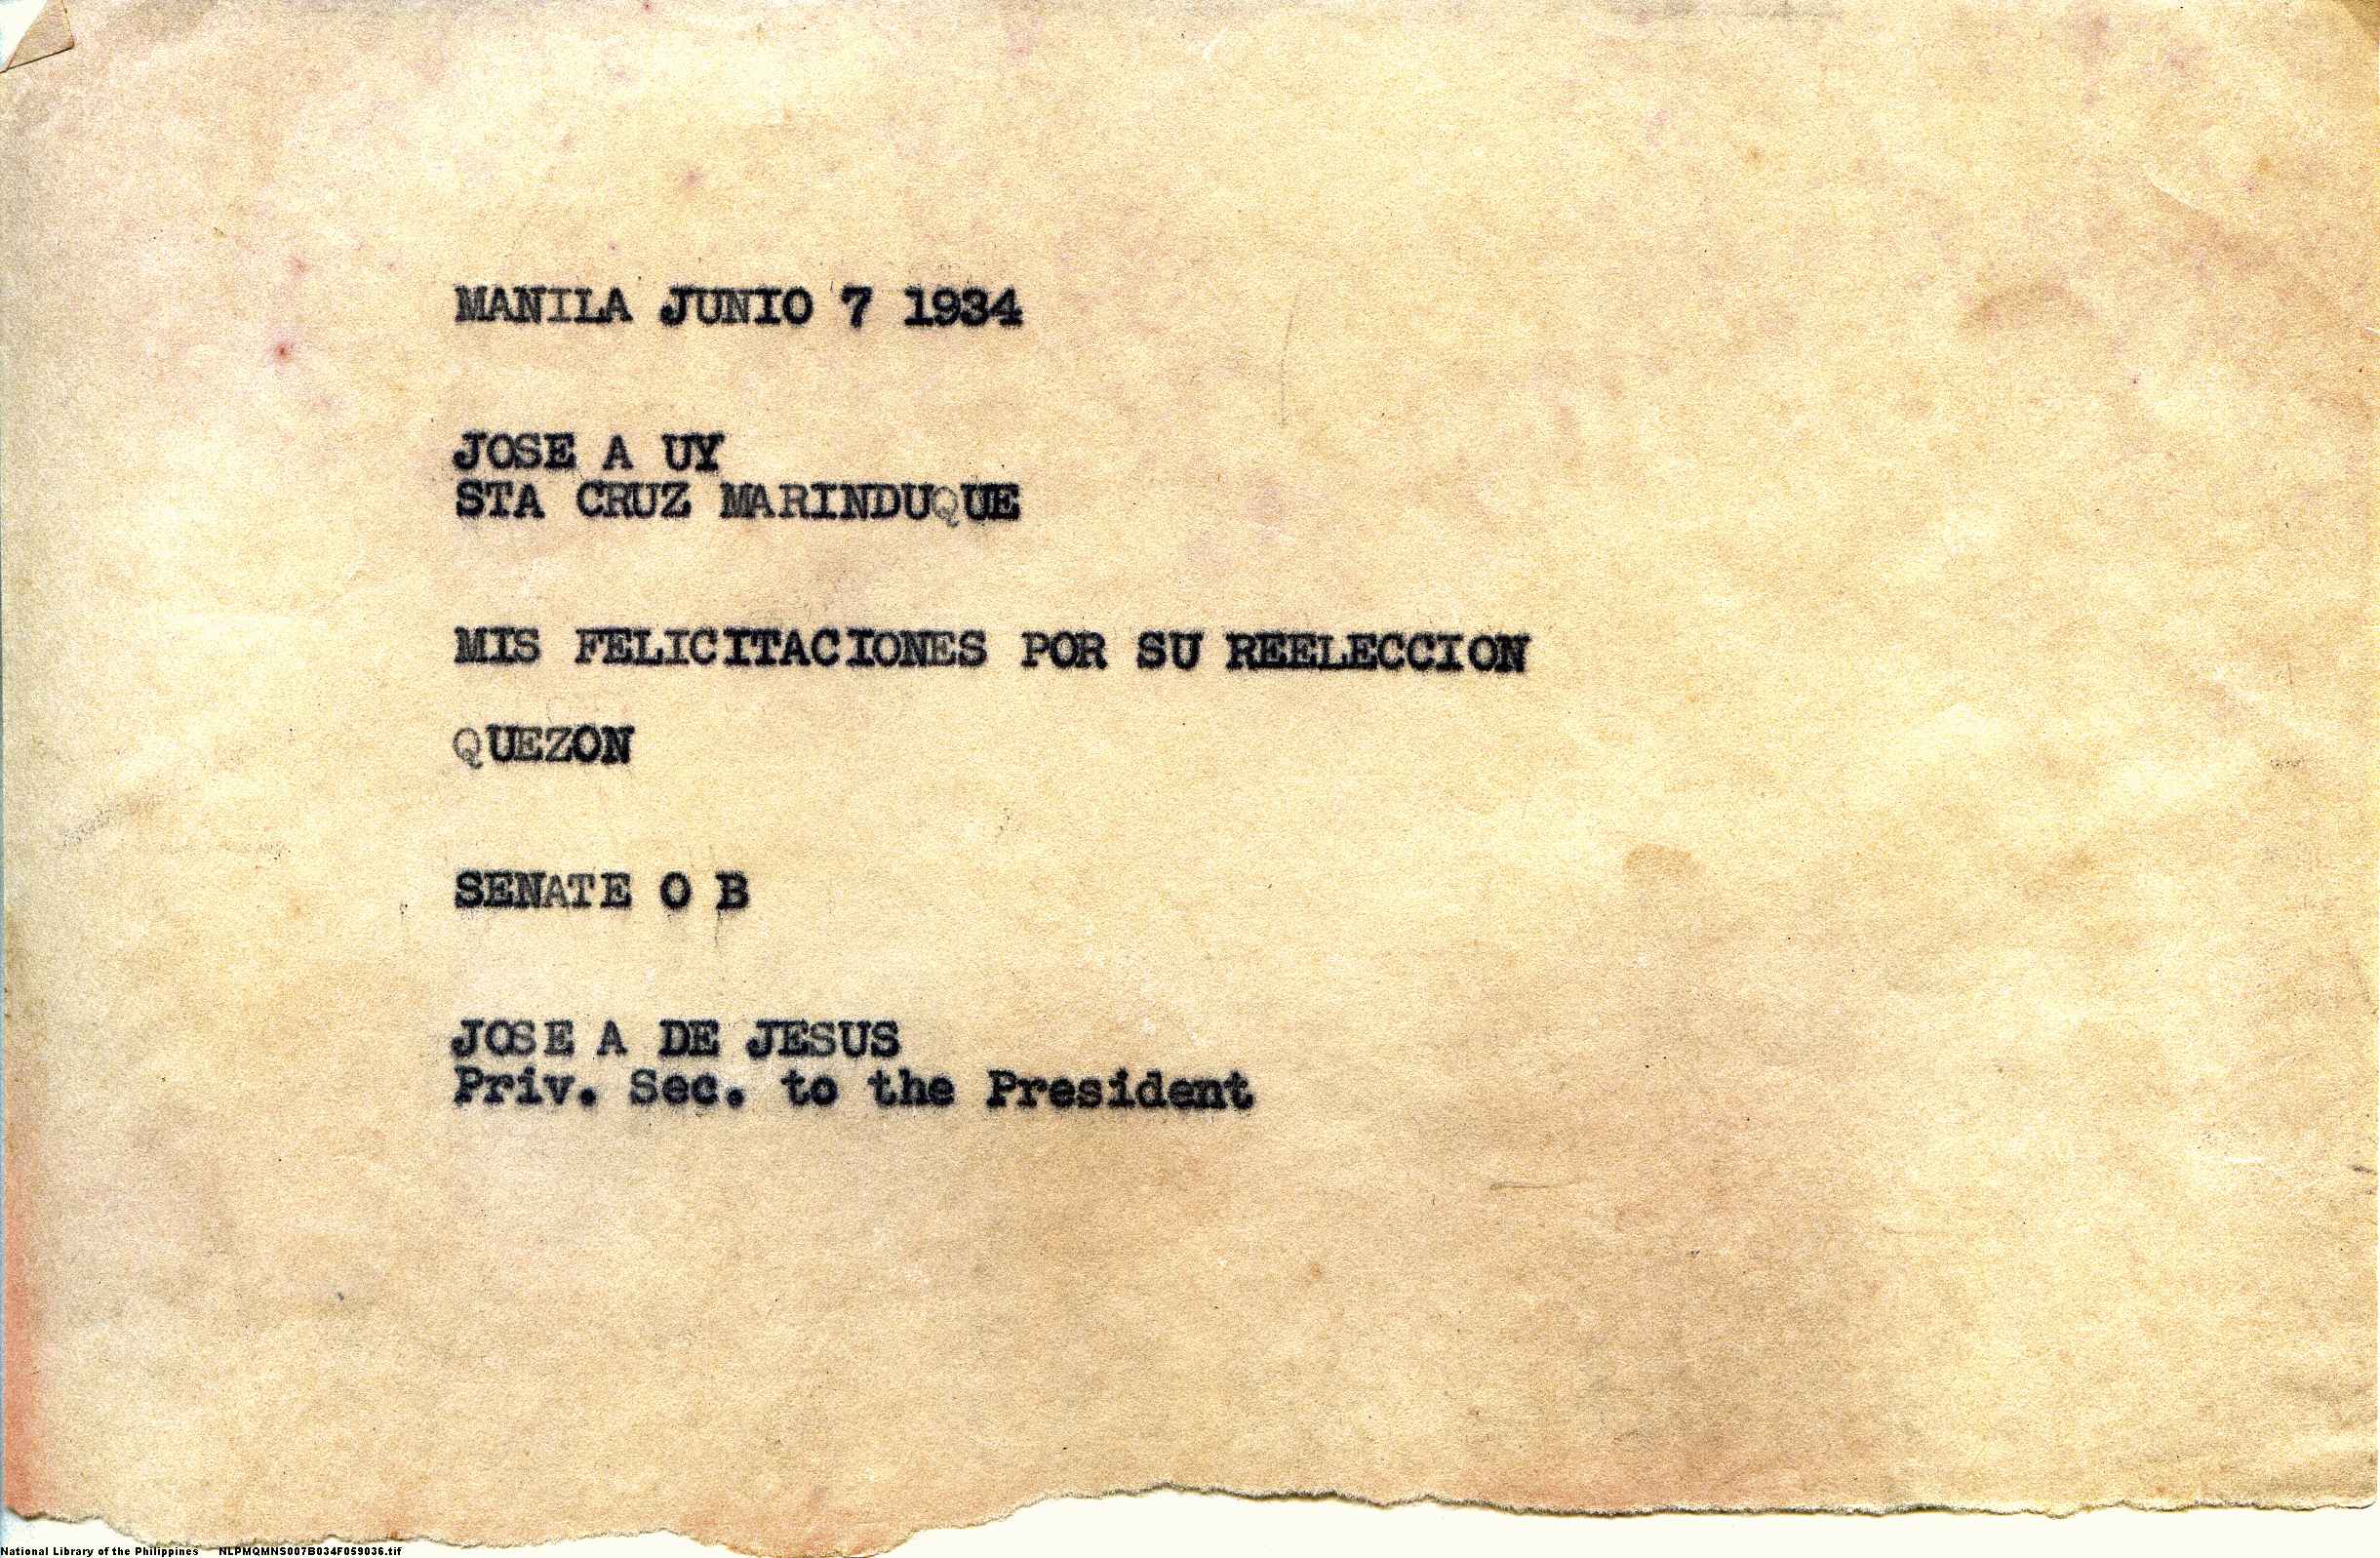 MANILA JUNIO 7 1934
JOSE A UY
STA CRUZ MARINDUQUE
MIS FELICITACIONES POR SU REELECCION
QUEZON
SENATE O B
JOSE A DE JESUS
Priv. Sec. to the President
National Library of the Philippines NLPMQMNS007B034F059036.tif